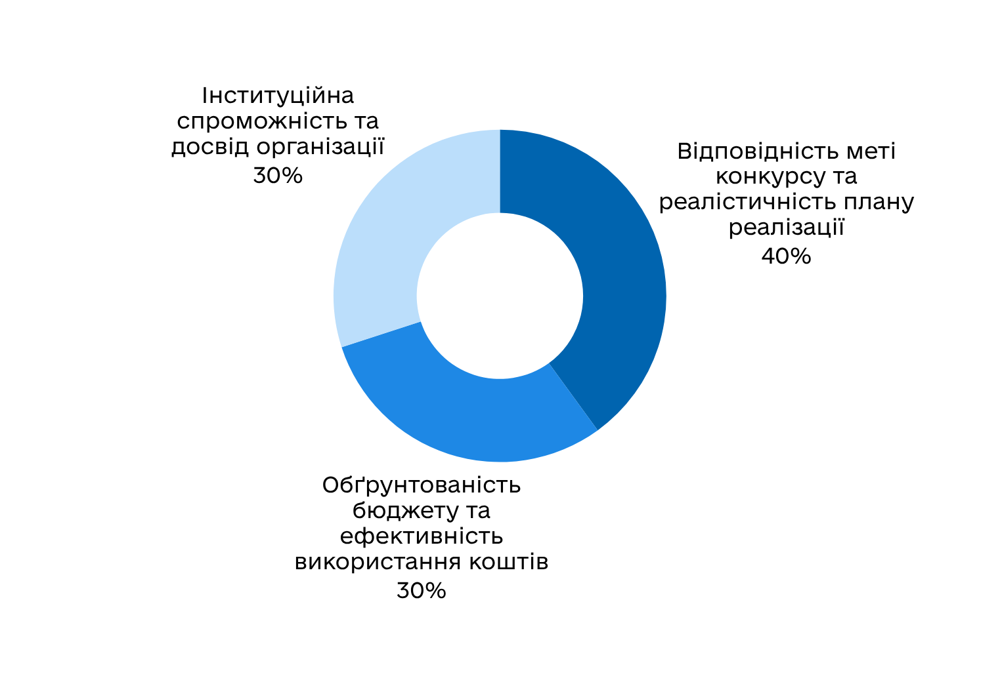 Інституційна
спроможність та
досвід організації
30%
Відповідність меті
конкурсу та
реалістичність плану
реалізації
40%
Обґрунтованість
бюджету та
ефективність
використання коштів
30%